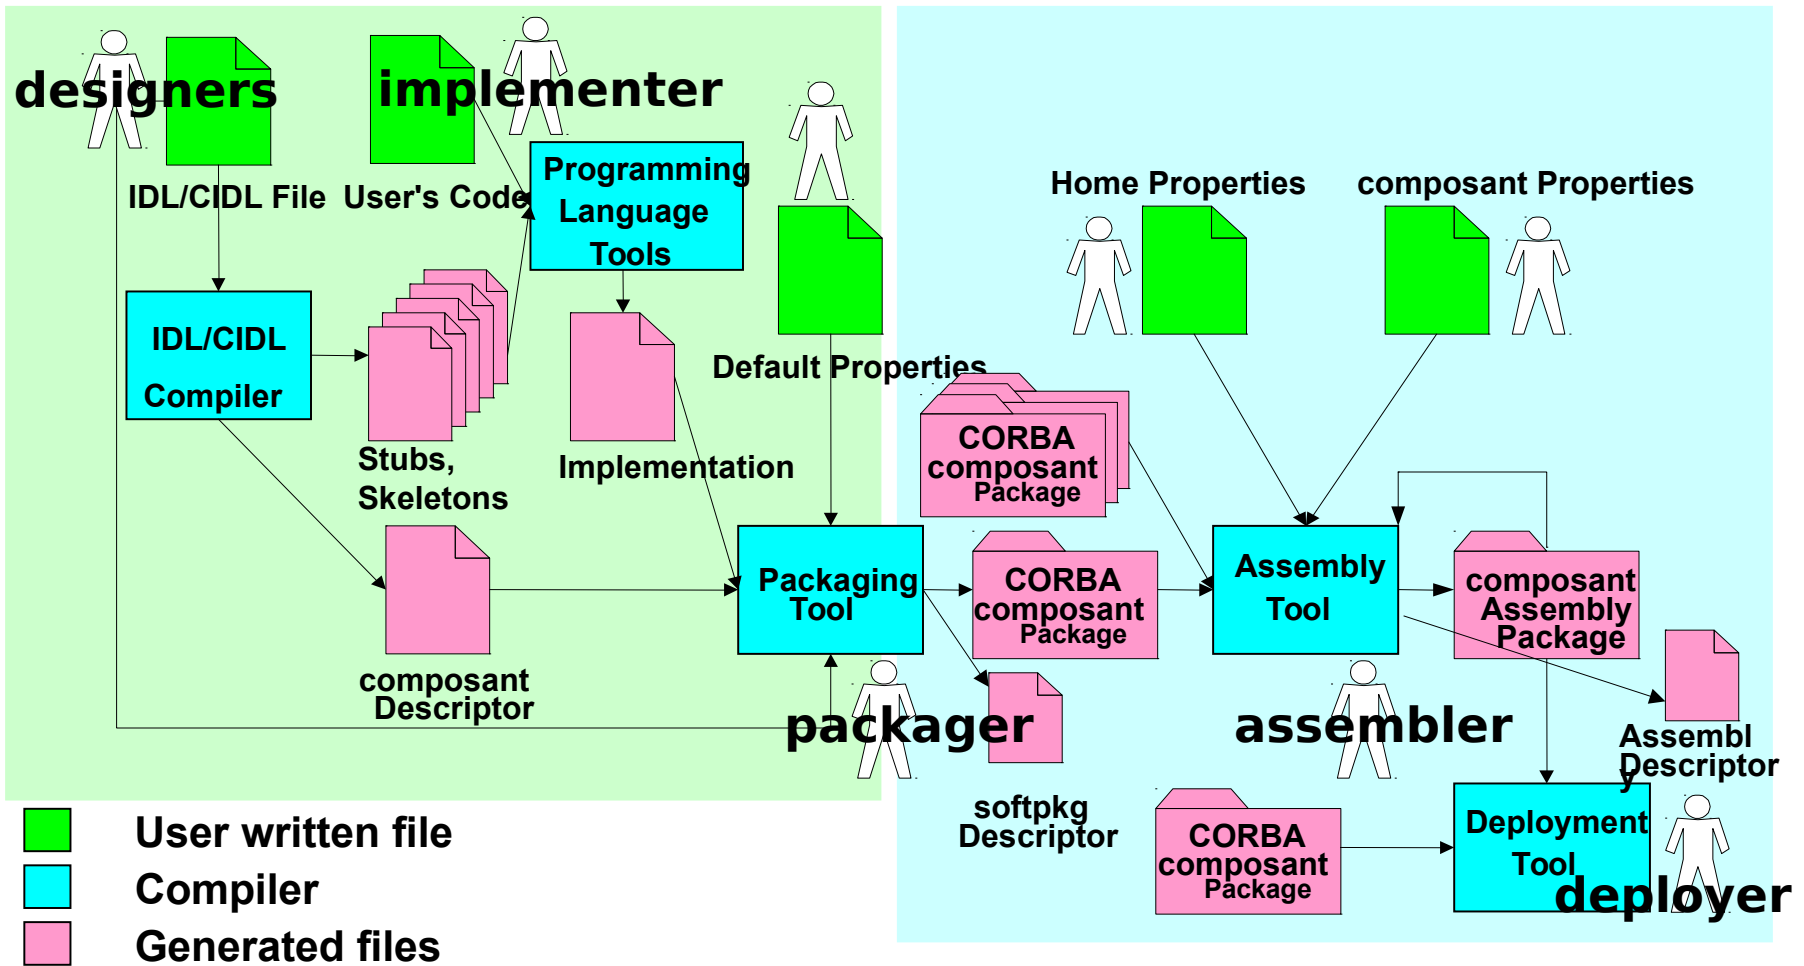 designers
implementer
IDL/CIDL File
User's Code
Programming
Language
Tools
Home Properties
composant Properties
IDL/CIDL
Compiler
Default Properties
Stubs,
Skeletons
Implementation
CORBA
composant
Package
composant
Descriptor
Packaging
Tool
CORBA
composant
Package
Assembly
Tool
composant
Assembly
Package
packager
assembler
Assembl
y
Descriptor
softpkg
Descriptor
CORBA
composant
Package
Deployment
Tool
deployer
User written file
Compiler
Generated files